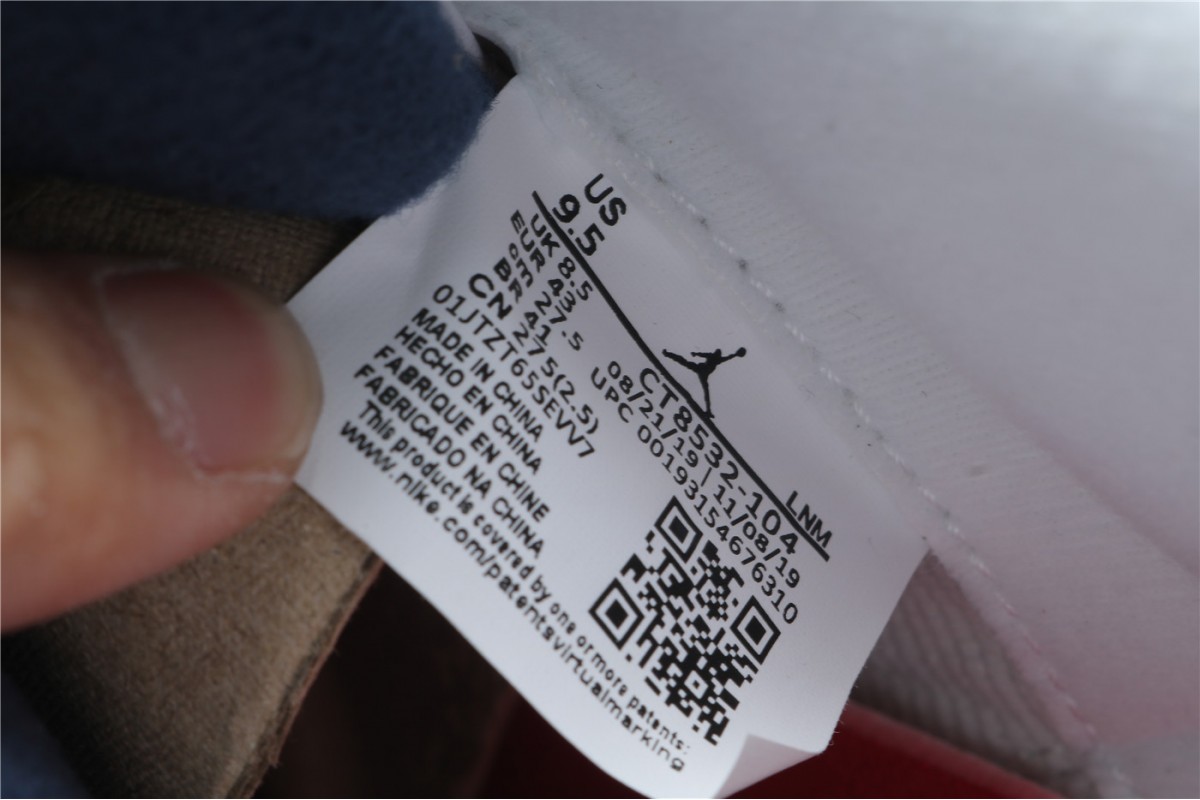 US
9.5
LNM
UK 8.5
EUR 43
cm 27.5
BR 41
CN 275(2.5)
01JTZT65SEVV7
MADE IN CHINA
HECHO EN CHINA
FABRIQUE EN CHINE
FABRICADO NA CHINA
This product is covered by one or more patents:
www.nike.com/patentsvirtualmarking
CT8532-104
08/21/19 | 11/08/19
UPC 00193154676310